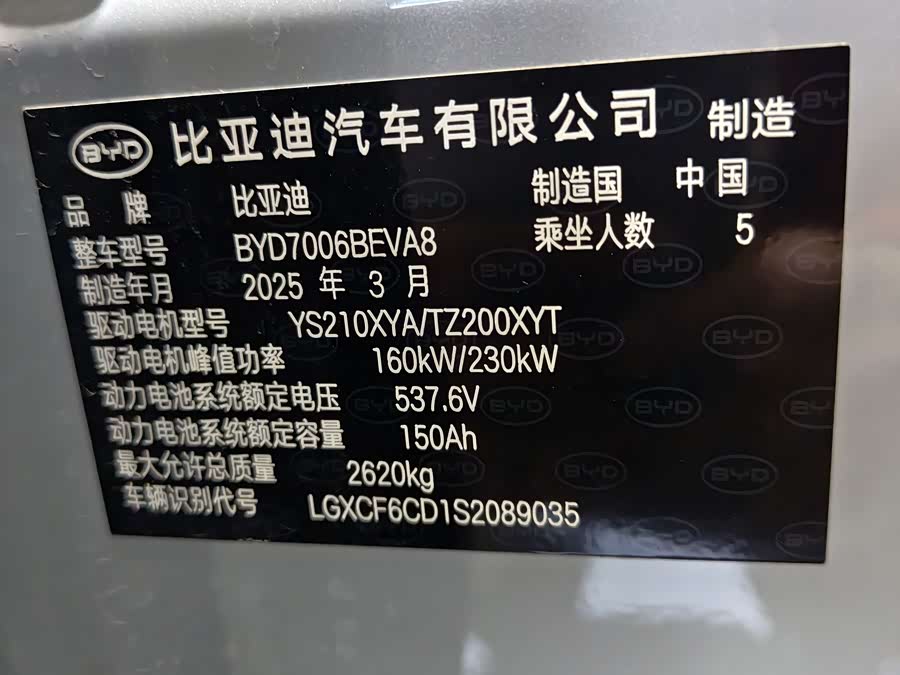 BYD 比亚迪汽车有限公司 制造
品牌 比亚迪 制造国 中国
整车型号 BYD7006BEVA8 乘坐人数 5
制造年月 2025 年 3 月
驱动电机型号 YS210XYA/TZ200XYT
驱动电机峰值功率 160kW/230kW
动力电池系统额定电压 537.6V
动力电池系统额定容量 150Ah
最大允许总质量 2620kg
车辆识别代号 LGXCF6CD1S2089035